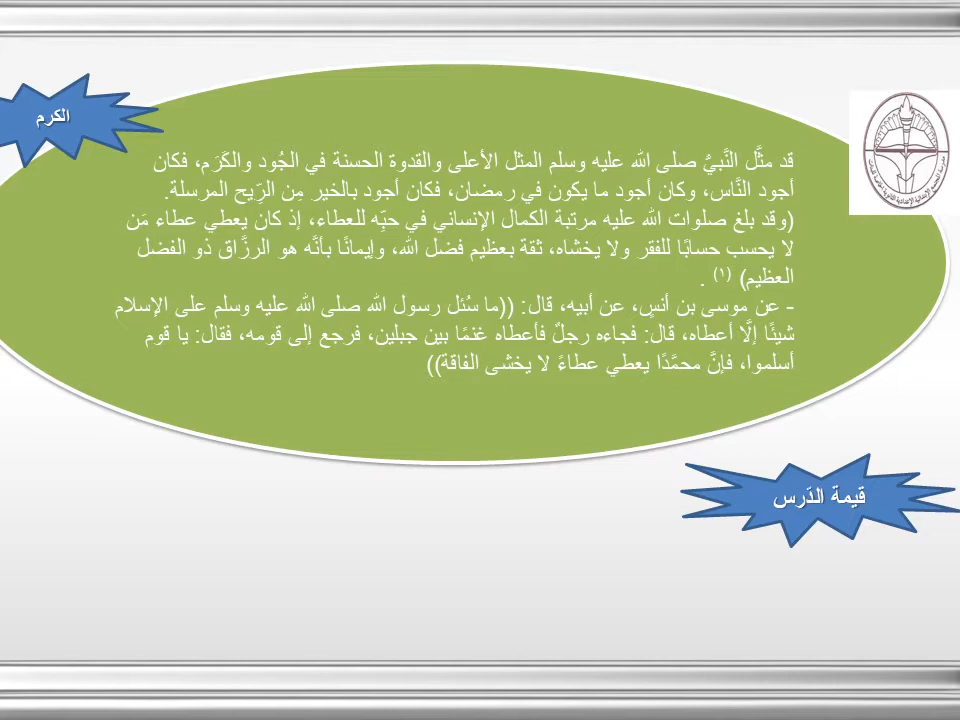 الكرم
قد مثَّل النَّبيُّ صلى الله عليه وسلم المثل الأعلى والقدوة الحسنة في الجُود والكَرَم، فكان
أجود النَّاس، وكان أجود ما يكون في رمضان، فكان أجود بالخير مِن الرِّيح المرسلة.
(وقد بلغ صلوات الله عليه مرتبة الكمال الإنساني في حبِّه للعطاء، إذ كان يعطي عطاء مَن
لا يحسب حسابًا للفقر ولا يخشاه، ثقة بعظيم فضل الله، وإيمانًا بأنَّه هو الرزَّاق ذو الفضل
العظيم) (١) .
- عن موسى بن أنسٍ، عن أبيه، قال: ((ما سُئل رسول الله صلى الله عليه وسلم على الإسلام
شيئًا إلَّا أعطاه، قال: فجاءه رجلٌ فأعطاه غنمًا بين جبلين، فرجع إلى قومه، فقال: يا قوم
أسلموا، فإنَّ محمَّدًا يعطي عطاءً لا يخشى الفاقة))
قيمة الدّرس